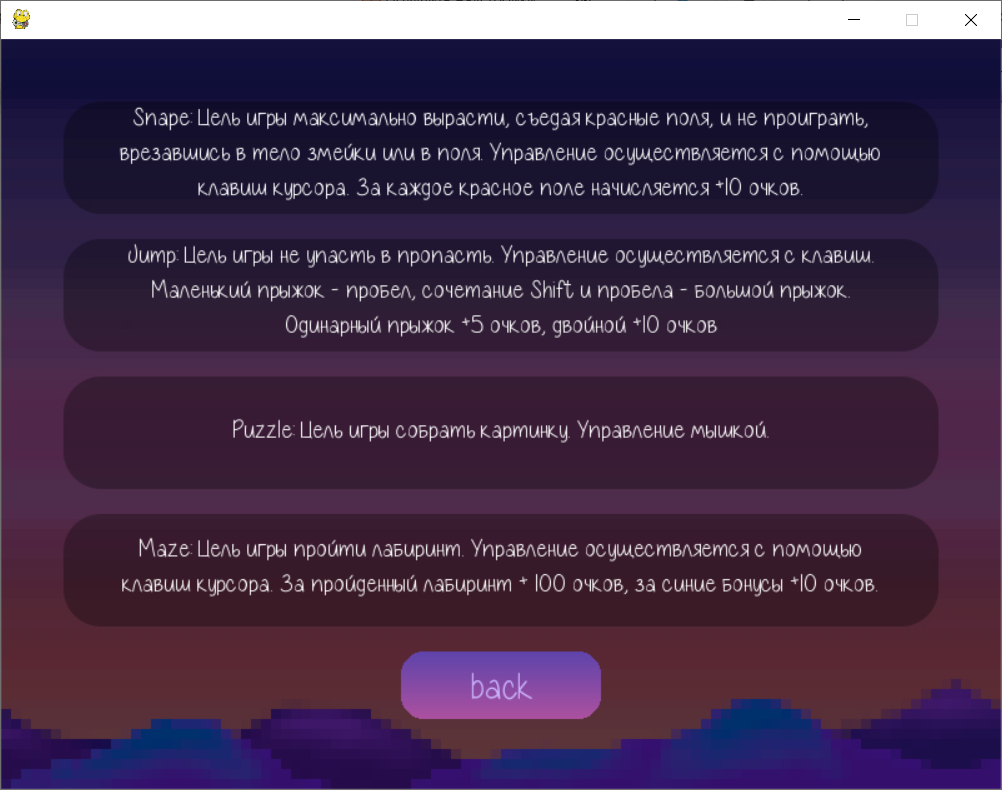 Snape: Цель игры максимально вырасти, съедая красные поля, и не проиграть,
врезавшись в тело змейки или в поля. Управление осуществляется с помощью
клавиш курсора. За каждое красное поле начисляется +10 очков.
Jump: Цель игры не упасть в пропасть. Управление осуществляется с клавиш.
Маленький прыжок - пробел, сочетание Shift и пробела - большой прыжок.
Одинарный прыжок +5 очков, двойной +10 очков
Puzzle: Цель игры собрать картинку. Управление мышкой.
Maze: Цель игры пройти лабиринт. Управление осуществляется с помощью
клавиш курсора. За пройденный лабиринт + 100 очков, за синие бонусы +10 очков.
back